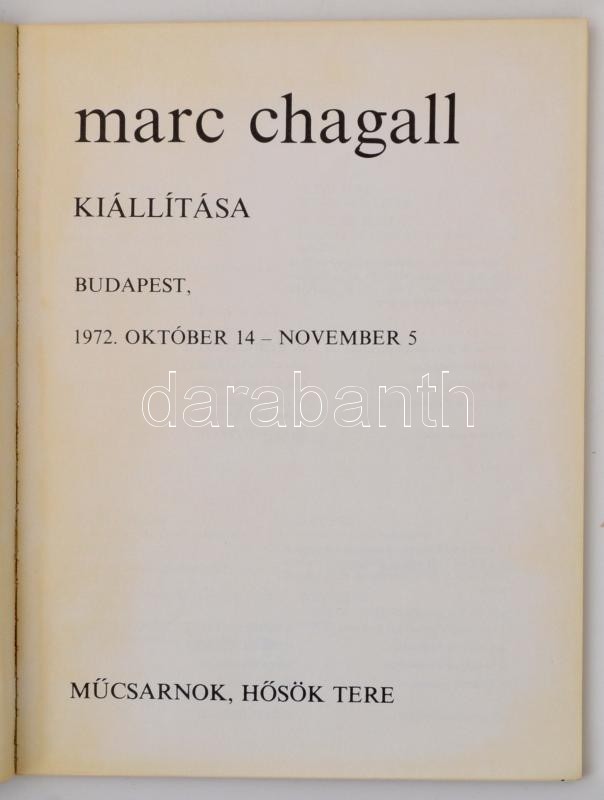 marc chagall
KIÁLLÍTÁSA
BUDAPEST,
1972. OKTÓBER 14 – NOVEMBER 5
darabanth
MŰCSARNOK, HŐSÖK TERE